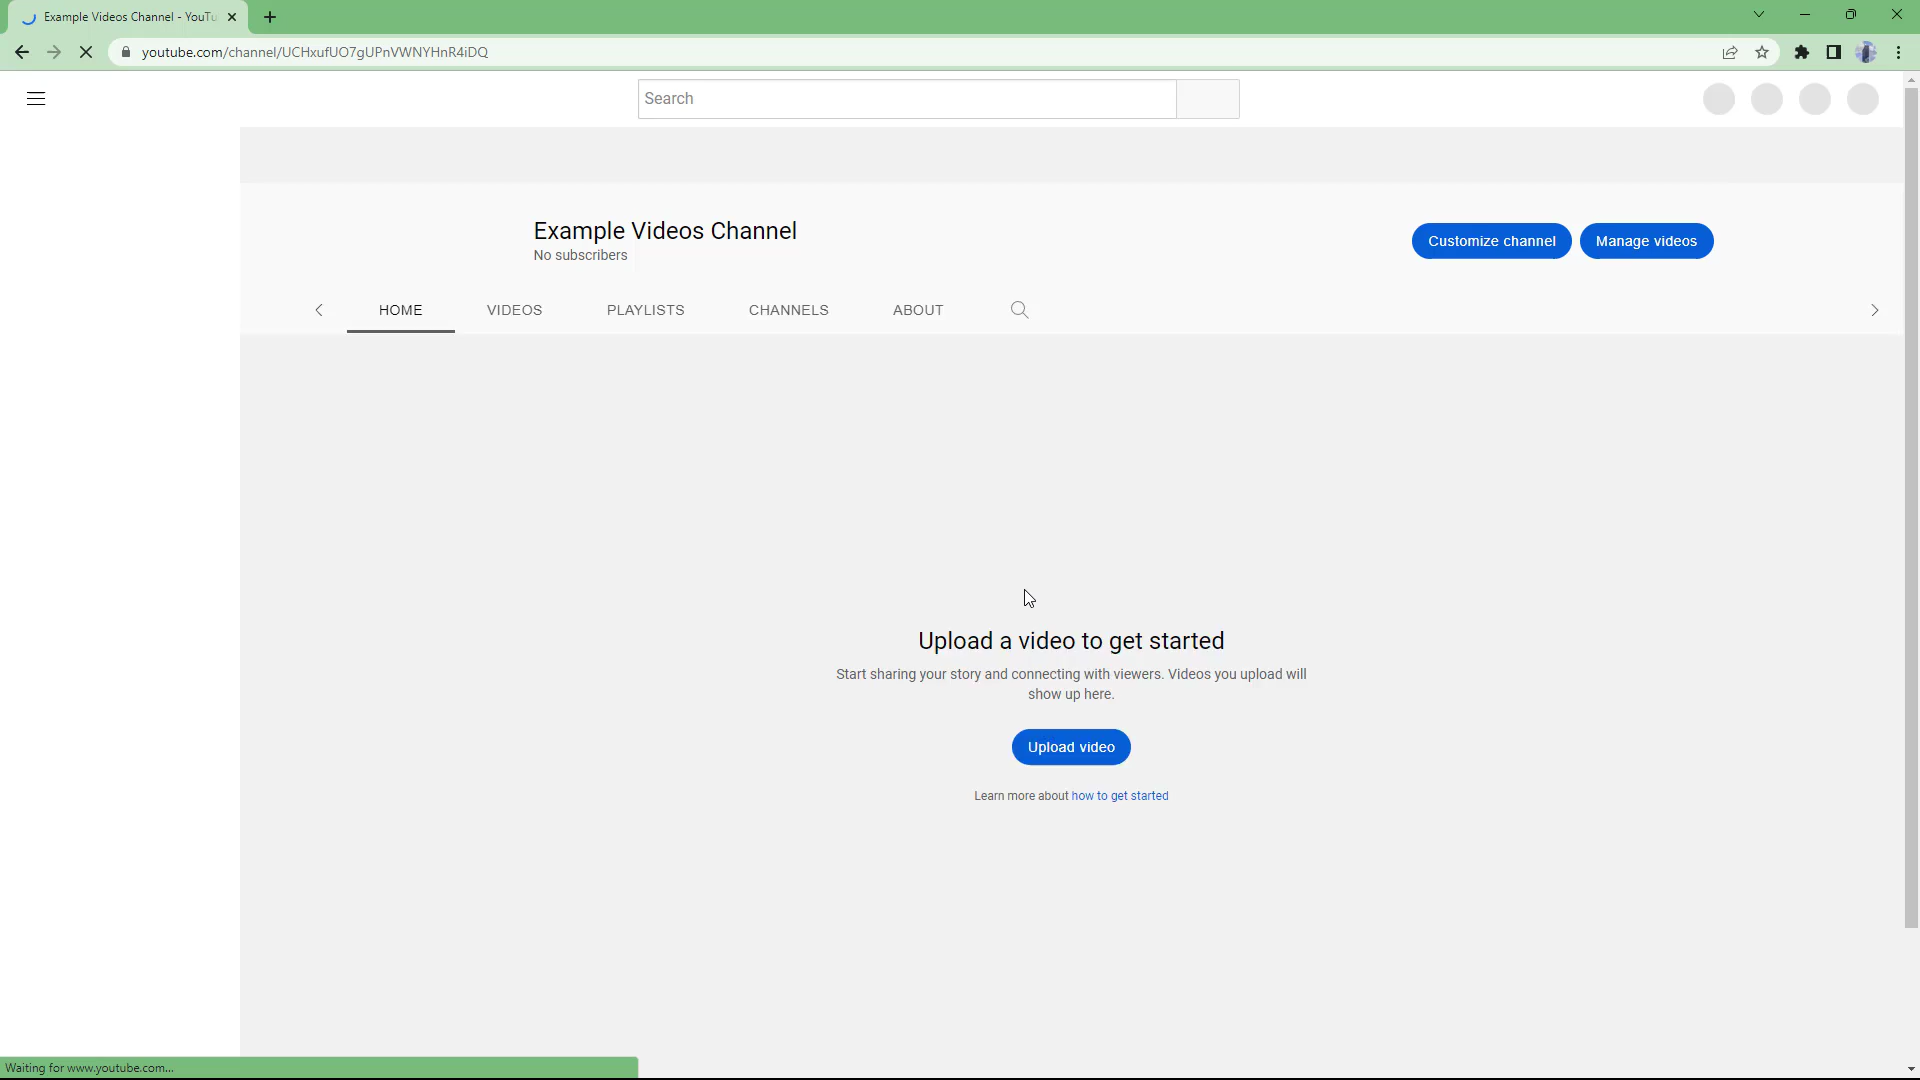 Example Videos Channel - YouTu
youtube.com/channel/UCHxufUO7gUPnVWNYHnR4iDQ
Search
Example Videos Channel
No subscribers
Customize channel
Manage videos
HOME
VIDEOS
PLAYLISTS
CHANNELS
ABOUT
Upload a video to get started
Start sharing your story and connecting with viewers. Videos you upload will
show up here.
Upload video
Learn more about how to get started
Waiting for www.youtube.com...